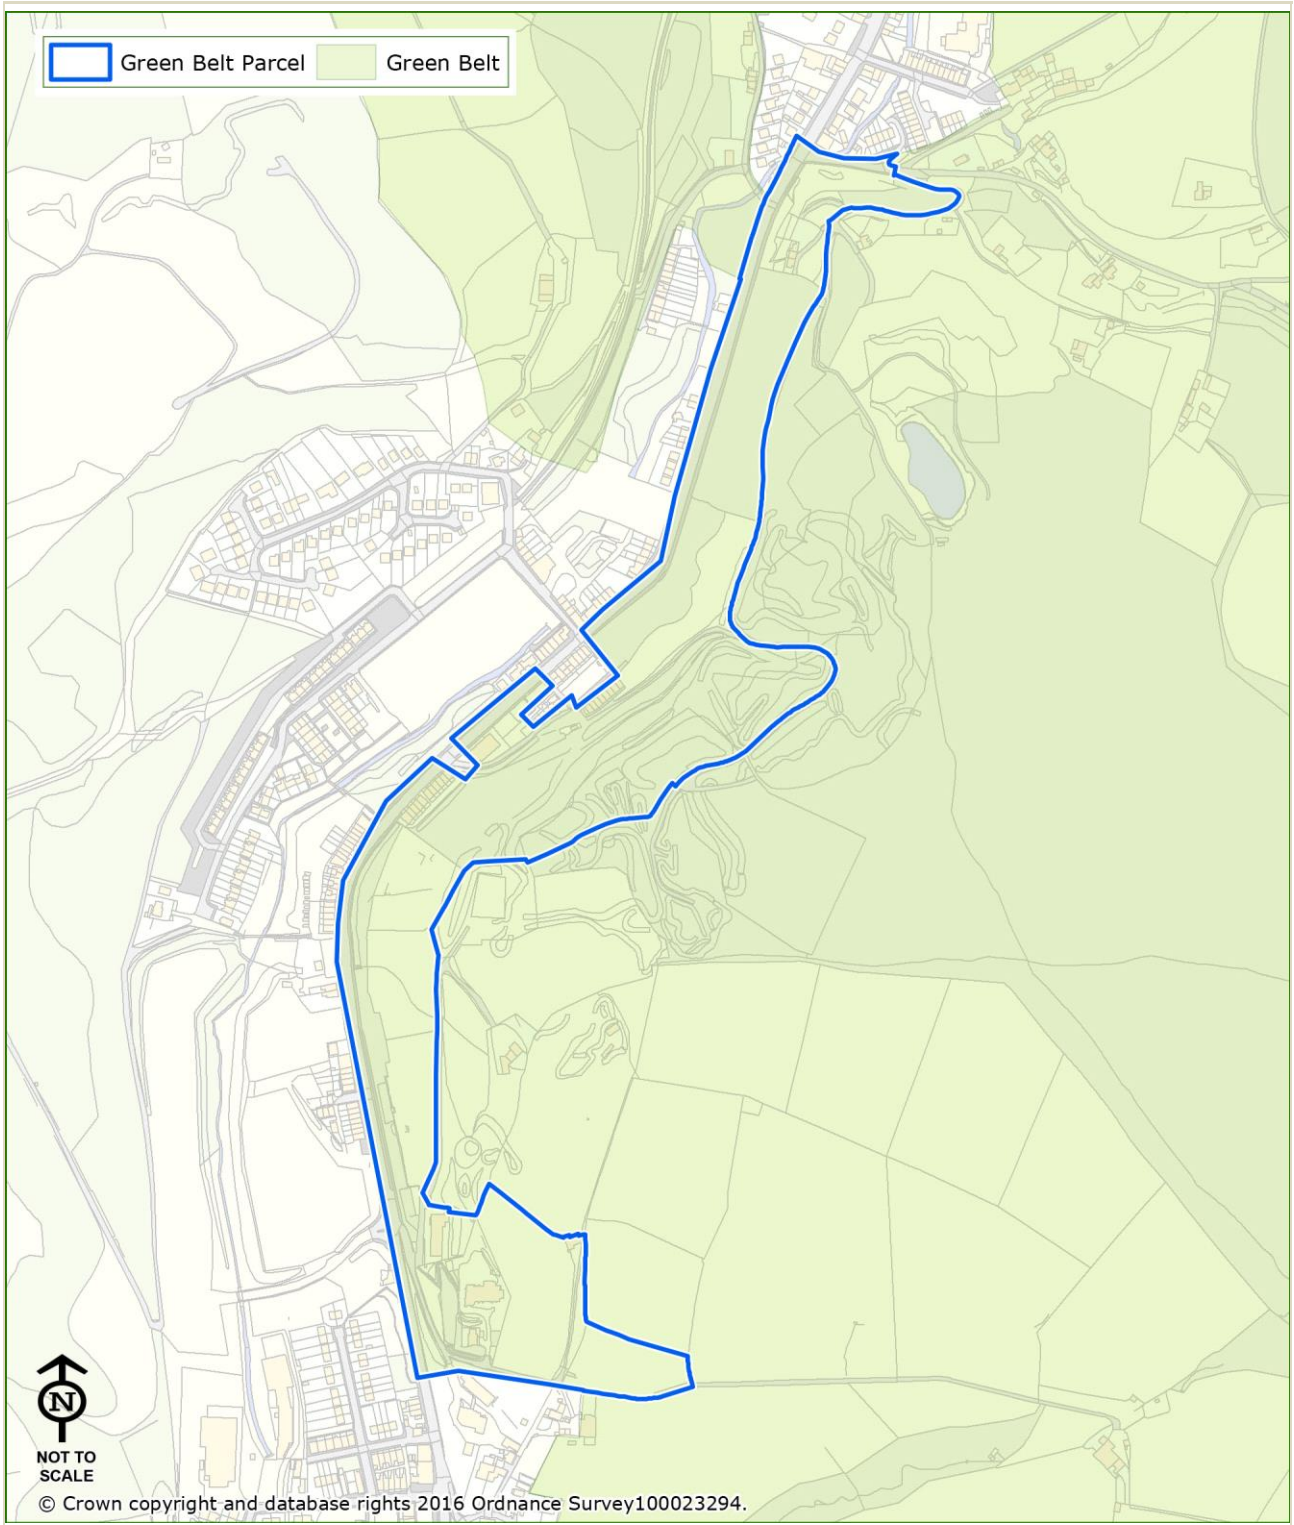 Green Belt Parcel Green Belt
N
NOT TO
SCALE
© Crown copyright and database rights 2016 Ordnance Survey100023294.